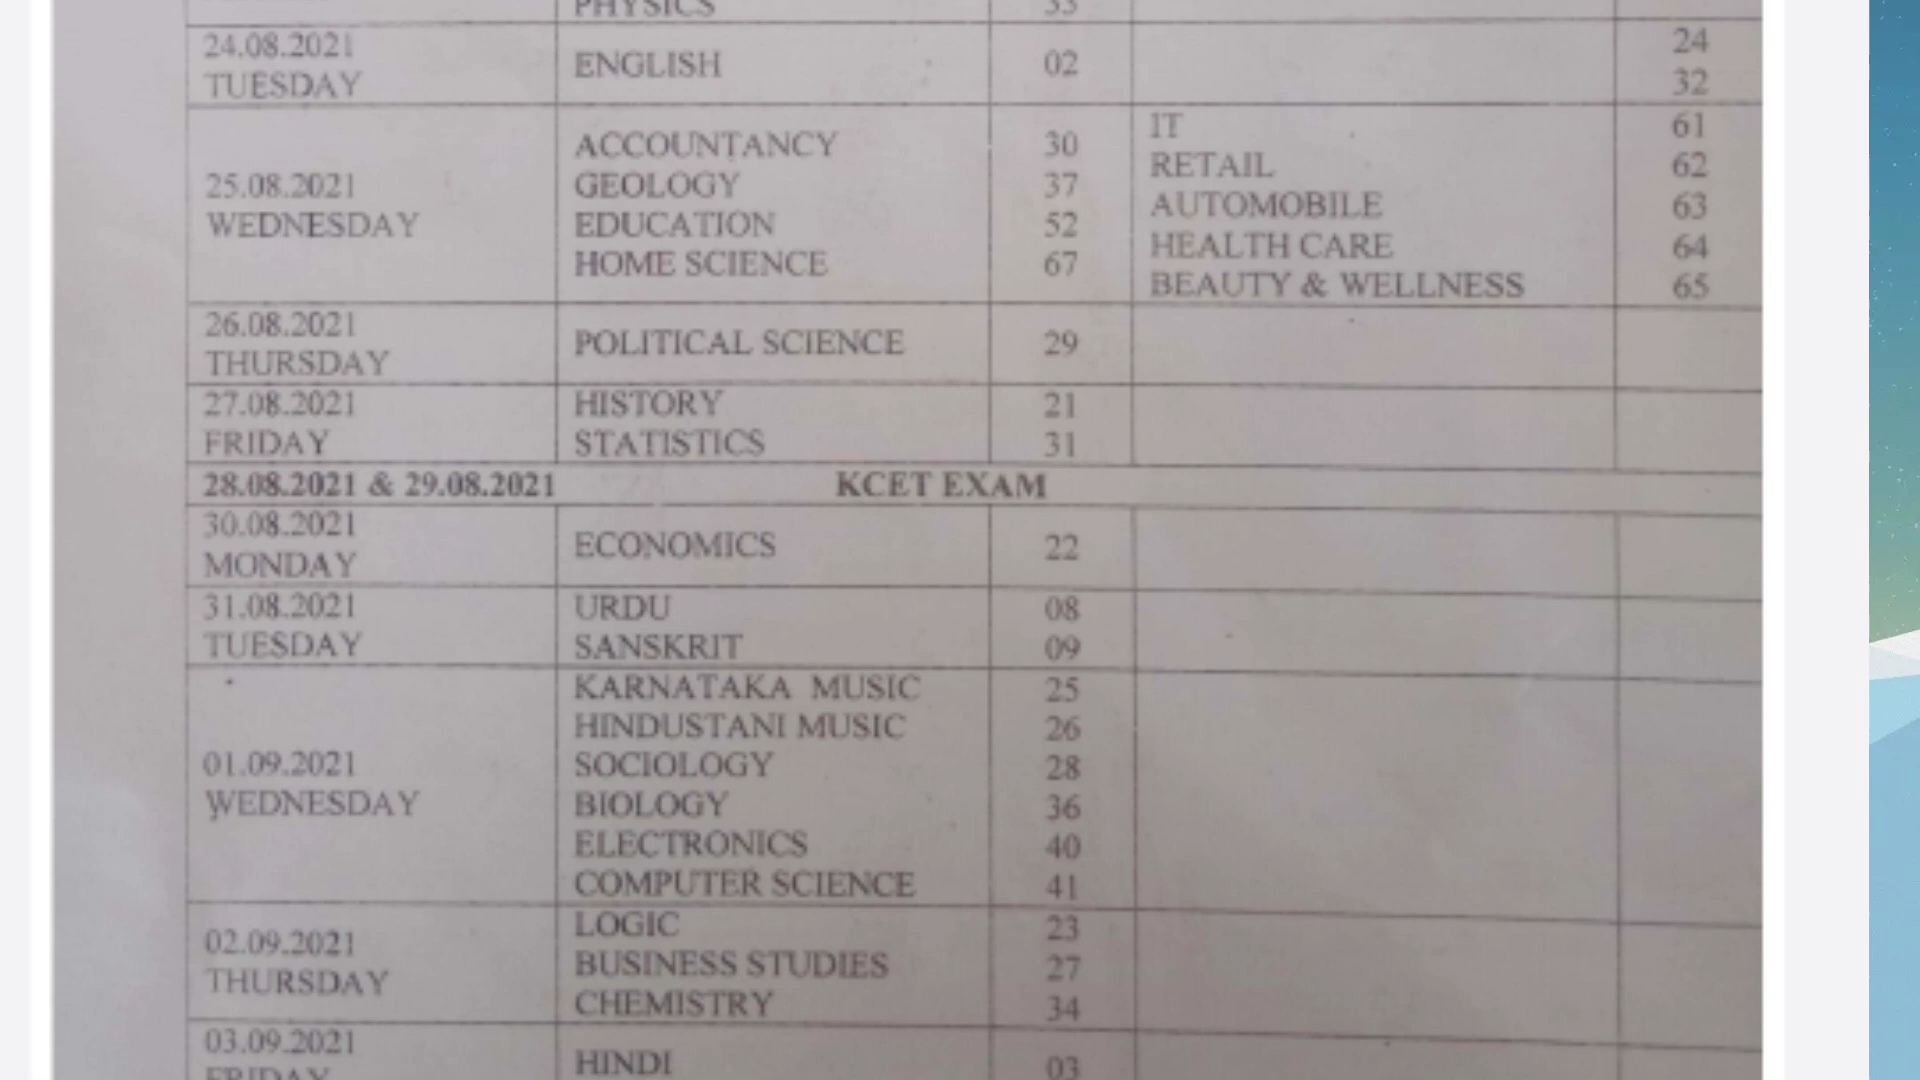 PHYSICS 33
24.08.2021 TUESDAY ENGLISH 02 24 32
25.08.2021 WEDNESDAY
ACCOUNTANCY 30
GEOLOGY 37
EDUCATION 52
HOME SCIENCE 67
IT 61
RETAIL 62
AUTOMOBILE 63
HEALTH CARE 64
BEAUTY & WELLNESS 65
26.08.2021 THURSDAY POLITICAL SCIENCE 29
27.08.2021 FRIDAY
HISTORY 21
STATISTICS 31
28.08.2021 & 29.08.2021 KCET EXAM
30.08.2021 MONDAY ECONOMICS 22
31.08.2021 TUESDAY
URDU 08
SANSKRIT 09
01.09.2021 WEDNESDAY
KARNATAKA MUSIC 25
HINDUSTANI MUSIC 26
SOCIOLOGY 28
BIOLOGY 36
ELECTRONICS 40
COMPUTER SCIENCE 41
02.09.2021 THURSDAY
LOGIC 23
BUSINESS STUDIES 27
CHEMISTRY 34
03.09.2021 FRIDAY HINDI 03